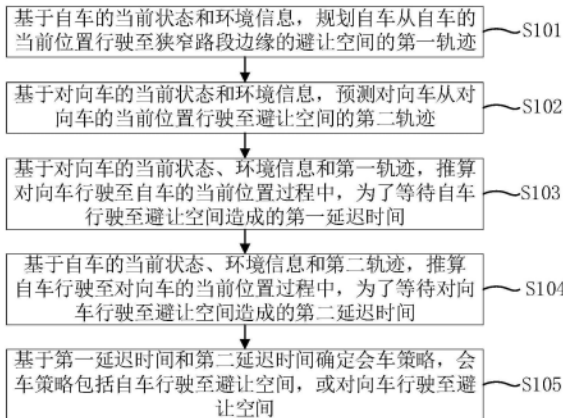 基于自车的当前状态和环境信息，规划自车从自车的
当前位置行驶至狭窄路段边缘的避让空间的第一轨迹
S101
基于对向车的当前状态和环境信息，预测对向车从对
向车的当前位置行驶至避让空间的第二轨迹
S102
基于对向车的当前状态、环境信息和第一轨迹，推算
对向车行驶至自车的当前位置过程中，为了等待自车
行驶至避让空间造成的第一延迟时间
S103
基于自车的当前状态、环境信息和第二轨迹，推算
自车行驶至对向车的当前位置过程中，为了等待对向
车行驶至避让空间造成的第二延迟时间
S104
基于第一延迟时间和第二延迟时间确定会车策略，会
车策略包括自车行驶至避让空间，或对向车行驶至避
让空间
S105